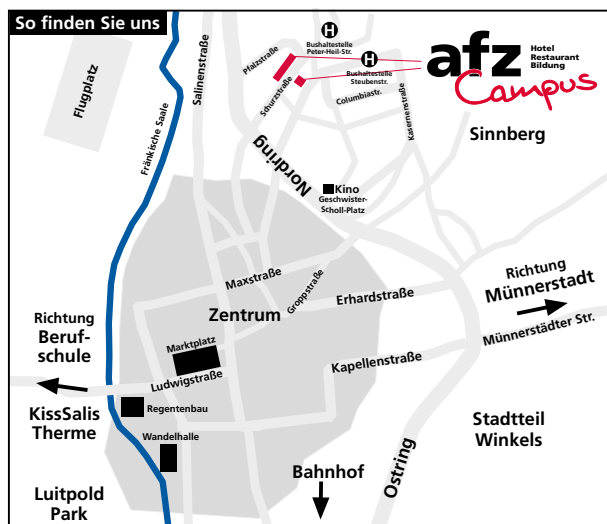 So finden Sie uns
Flugplatz
Fränkische Saale
Salinenstraße
Pfalzstraße
Schurzstraße
H
Bushaltestelle
Peter-Heil-Str.
H
Bushaltestelle
Steubenstr.
Columbiastr.
Kasernenstraße
afz
Hotel
Restaurant
Bildung
Campus
Sinnberg
Nordring
Kino
Geschwister-
Scholl-Platz
Maxstraße
Groppstraße
Erhardstraße
Zentrum
Richtung
Münnerstadt
Münnerstädter Str.
Richtung
Beruf-
schule
Marktplatz
Ludwigstraße
Kapellenstraße
KissSalis
Therme
Regentenbau
Wandelhalle
Stadtteil
Winkels
Ostring
Bahnhof
Luitpold
Park